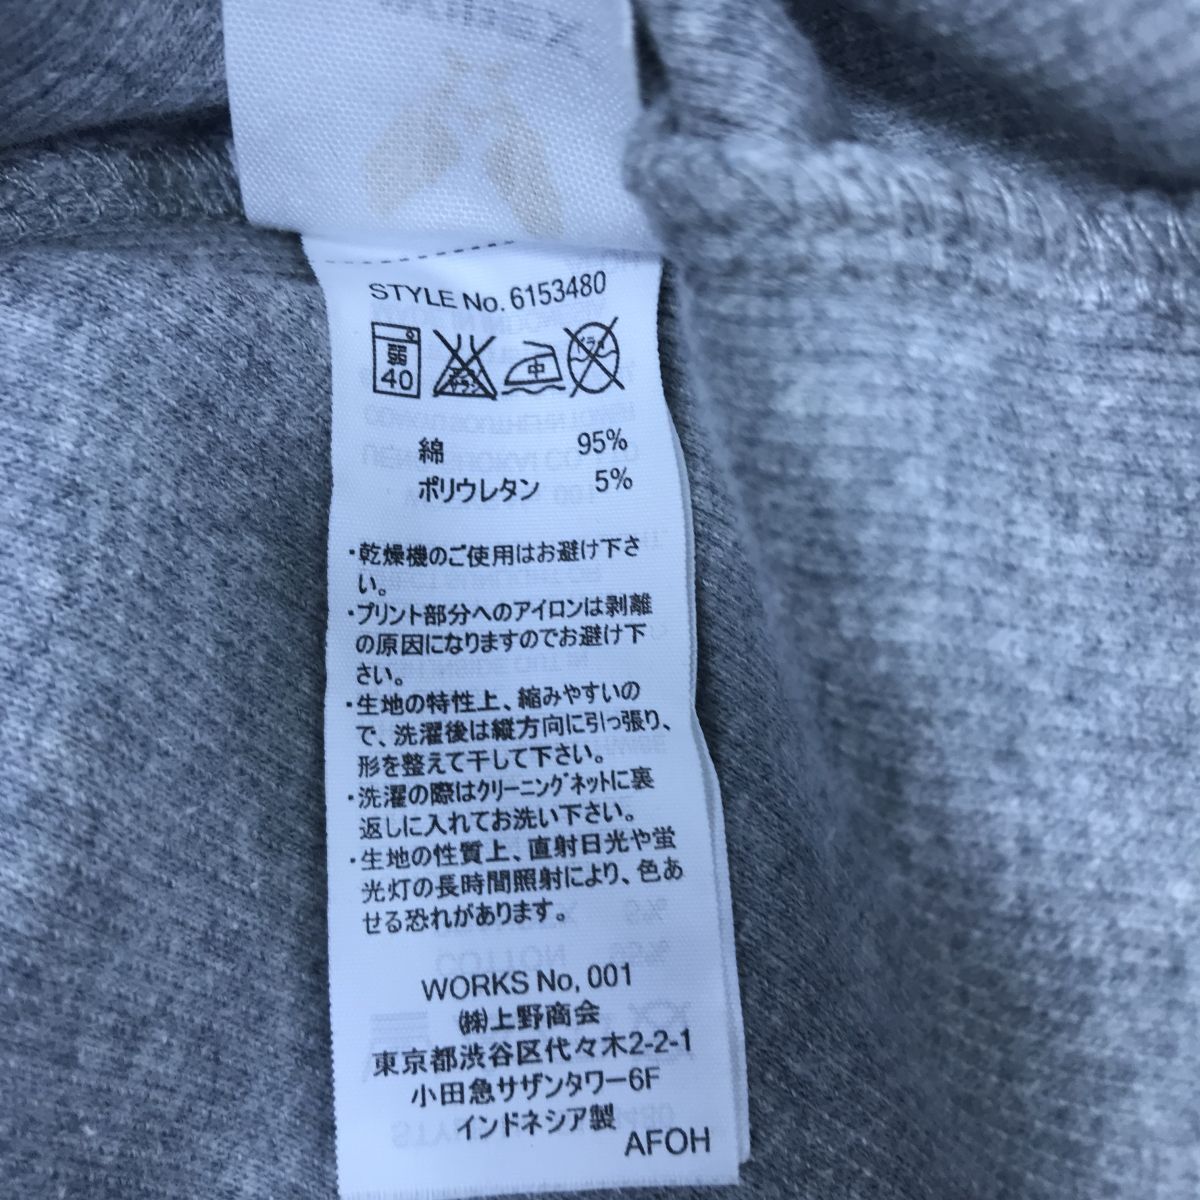 STYLE No. 6153480
弱
40
中
綿 95%
ポリウレタン 5%
・乾燥機のご使用はお避け下さ
い。
・プリント部分へのアイロンは剥離
の原因になりますのでお避け下
さい。
・生地の特性上、縮みやすいの
で、洗濯後は縦方向に引っ張り、
形を整えて干して下さい。
・洗濯の際はクリーニングネットに裏
返しに入れてお洗い下さい。
・生地の性質上、直射日光や蛍
光灯の長時間照射により、色あ
せる恐れがあります。
WORKS No, 001
㈱上野商会
東京都渋谷区代々木2-2-1
小田急サザンタワー6F
インドネシア製
AFOH